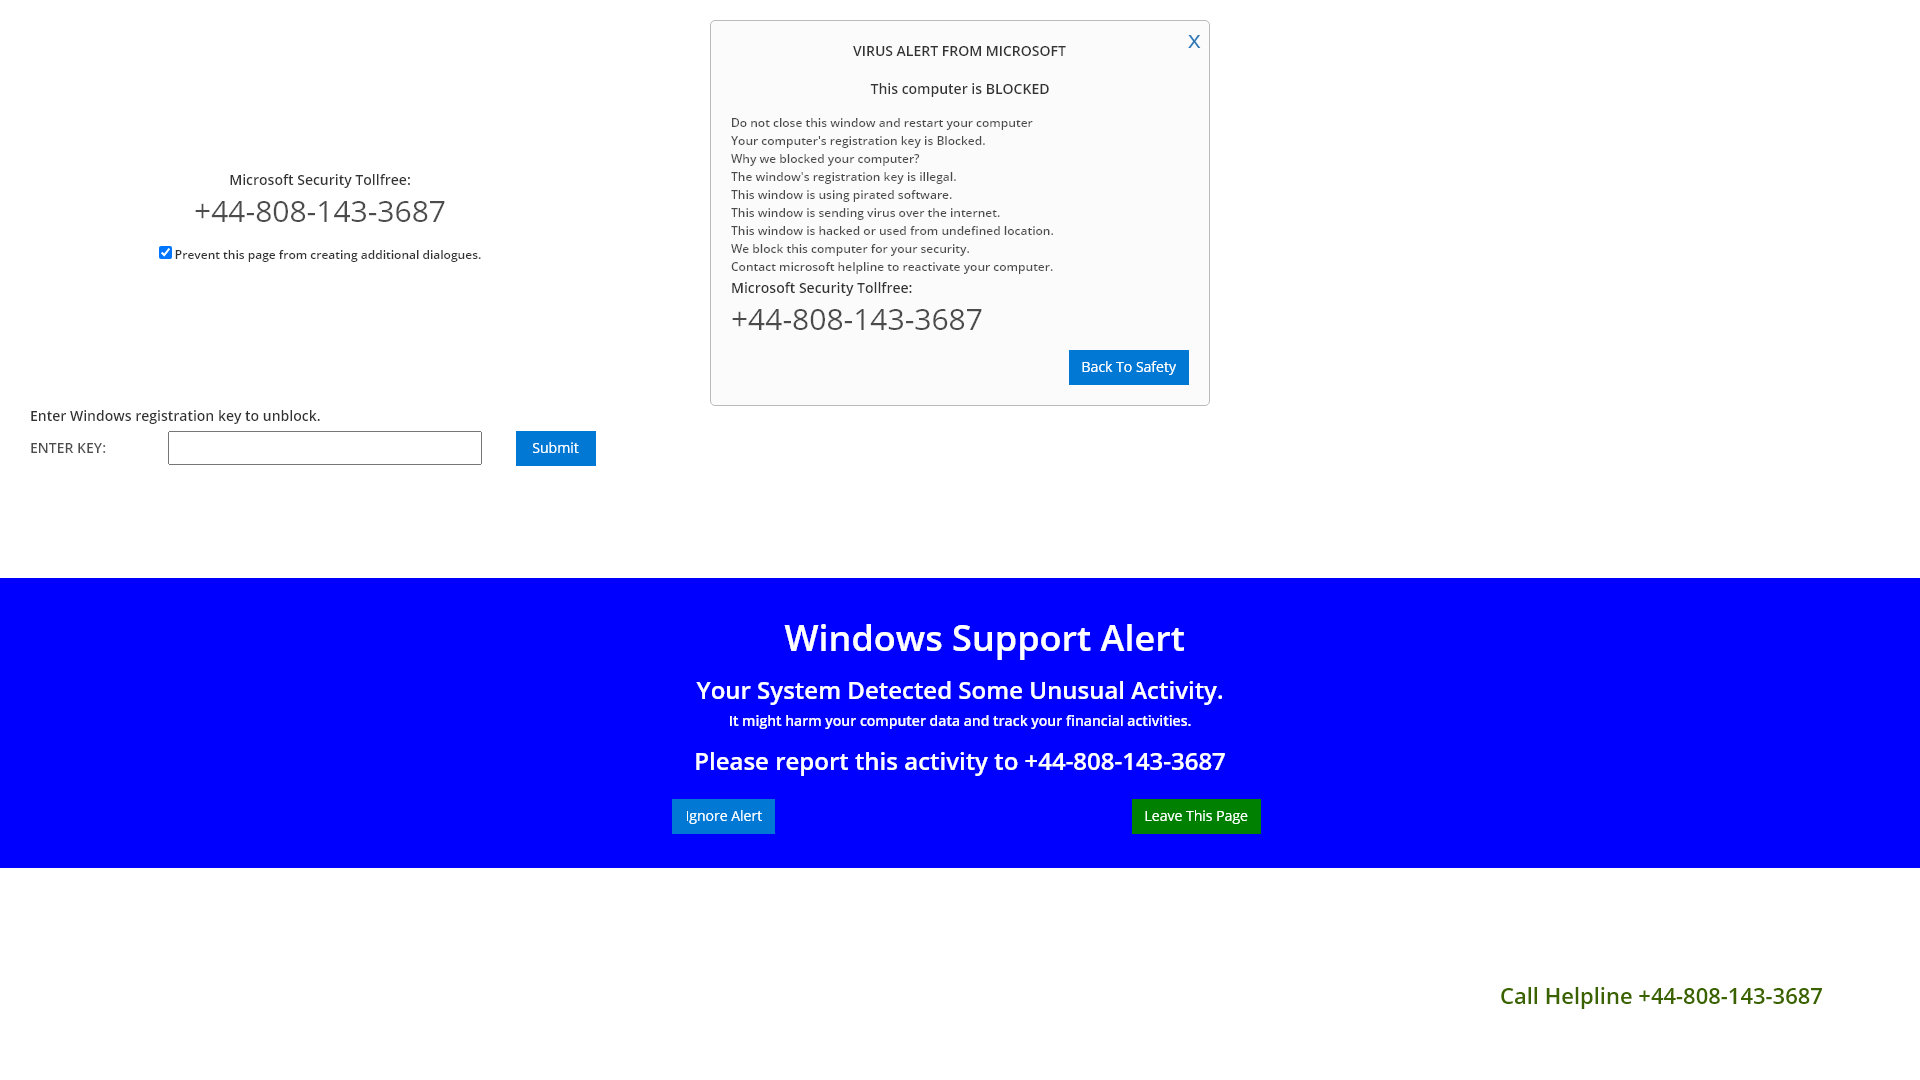 Microsoft Security Tollfree:
+44-808-143-3687
Prevent this page from creating additional dialogues.
Enter Windows registration key to unblock.
ENTER KEY:
Submit
X
VIRUS ALERT FROM MICROSOFT
This computer is BLOCKED
Do not close this window and restart your computer
Your computer's registration key is Blocked.
Why we blocked your computer?
The window's registration key is illegal.
This window is using pirated software.
This window is sending virus over the internet.
This window is hacked or used from undefined location.
We block this computer for your security.
Contact microsoft helpline to reactivate your computer.
Microsoft Security Tollfree:
+44-808-143-3687
Back To Safety
Windows Support Alert
Your System Detected Some Unusual Activity.
It might harm your computer data and track your financial activities.
Please report this activity to +44-808-143-3687
Ignore Alert
Leave This Page
Call Helpline +44-808-143-3687